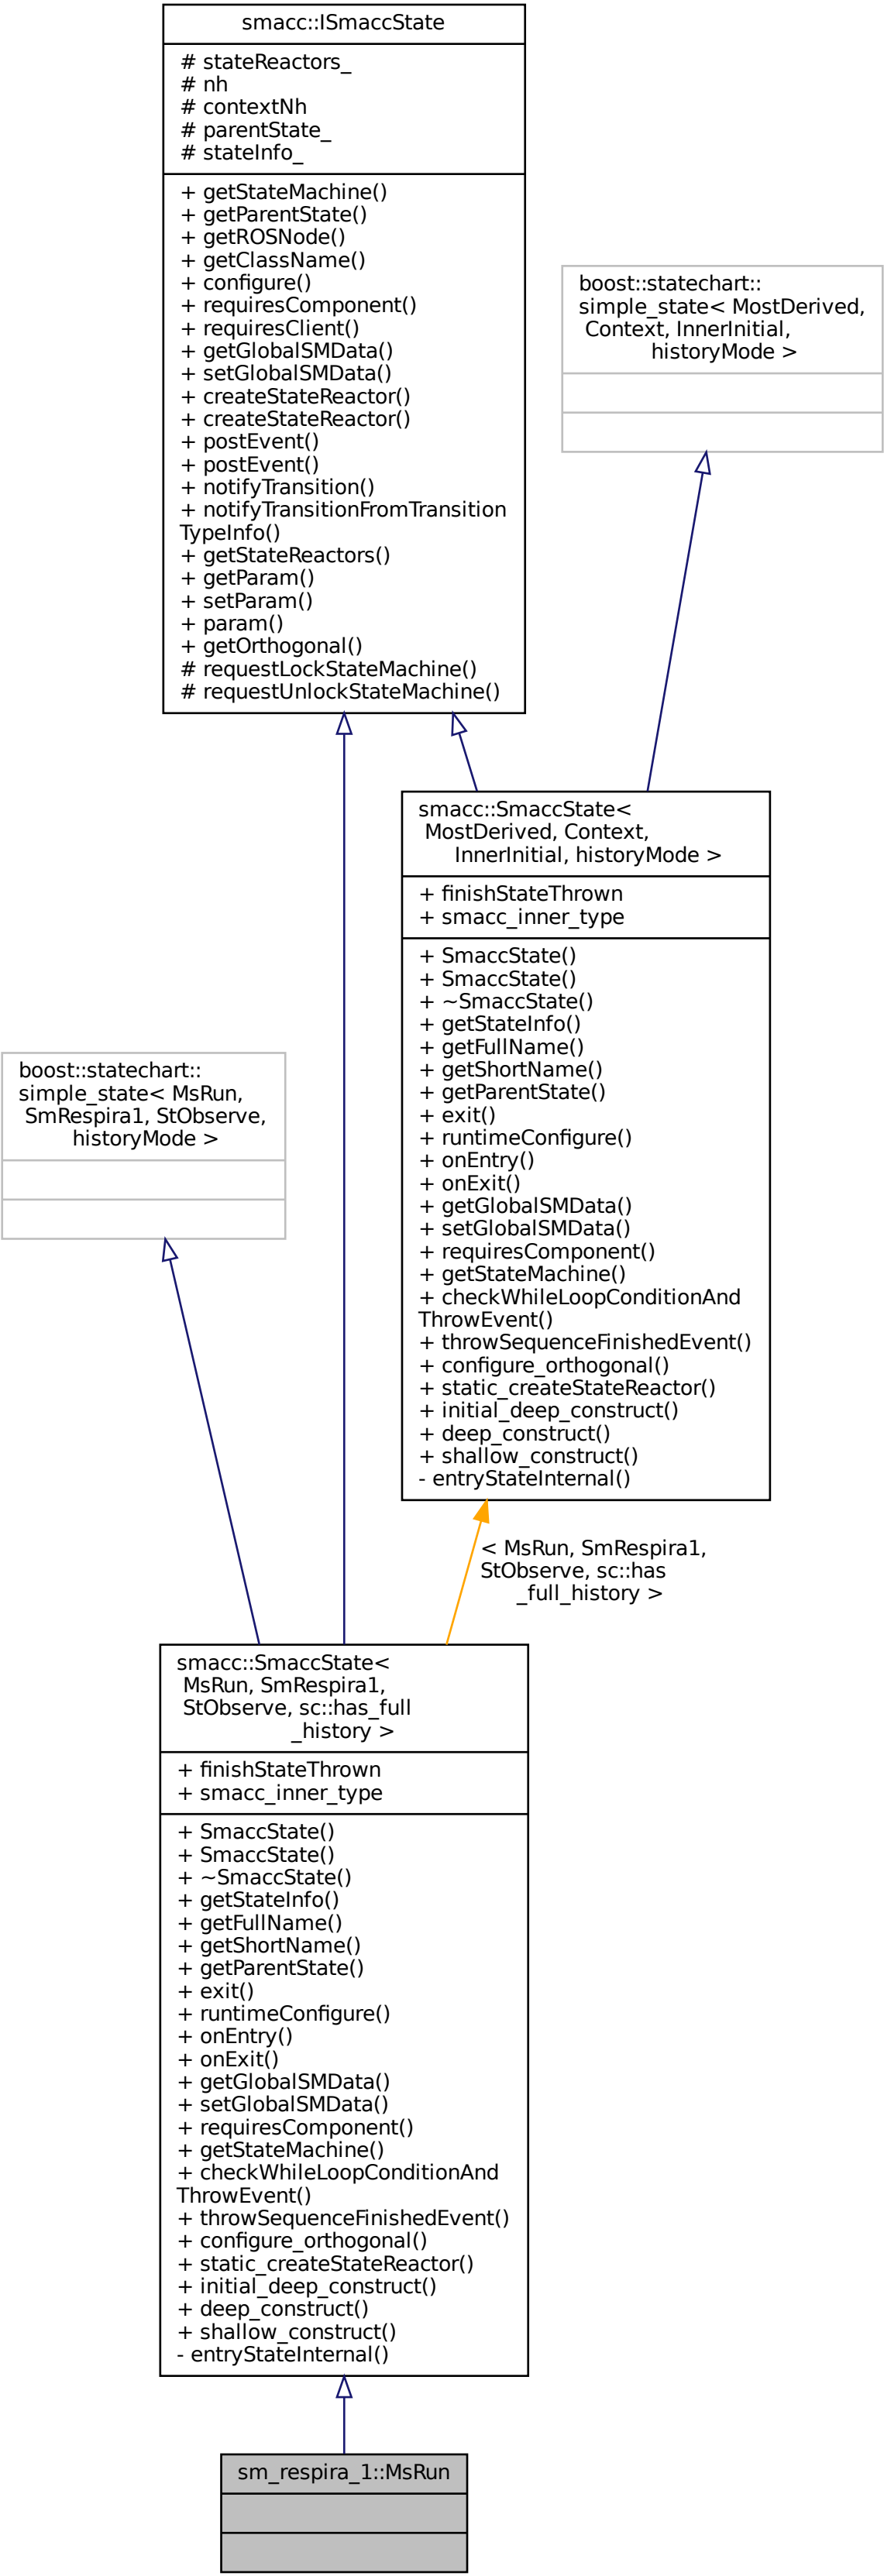 smacc::ISmaccState
# stateReactors_
# nh
# contextNh
# parentState_
# stateInfo_
+ getStateMachine()
+ getParentState()
+ getROSNode()
+ getClassName()
+ configure()
+ requiresComponent()
+ requiresClient()
+ getGlobalSMData()
+ setGlobalSMData()
+ createStateReactor()
+ createStateReactor()
+ postEvent()
+ postEvent()
+ notifyTransition()
+ notifyTransitionFromTransition
TypeInfo()
+ getStateReactors()
+ getParam()
+ setParam()
+ param()
+ getOrthogonal()
# requestLockStateMachine()
# requestUnlockStateMachine()
boost::statechart::
simple_state< MostDerived,
Context, InnerInitial,
historyMode >
smacc::SmaccState<
MostDerived, Context,
InnerInitial, historyMode >
+ finishStateThrown
+ smacc_inner_type
+ SmaccState()
+ SmaccState()
+ ~SmaccState()
+ getStateInfo()
+ getFullName()
+ getShortName()
+ getParentState()
+ exit()
+ runtimeConfigure()
+ onEntry()
+ onExit()
+ getGlobalSMData()
+ setGlobalSMData()
+ requiresComponent()
+ getStateMachine()
+ checkWhileLoopConditionAnd
ThrowEvent()
+ throwSequenceFinishedEvent()
+ configure_orthogonal()
+ static_createStateReactor()
+ initial_deep_construct()
+ deep_construct()
+ shallow_construct()
- entryStateInternal()
boost::statechart::
simple_state< MsRun,
SmRespira1, StObserve,
historyMode >
< MsRun, SmRespira1,
StObserve, sc::has
_full_history >
smacc::SmaccState<
MsRun, SmRespira1,
StObserve, sc::has_full
_history >
+ finishStateThrown
+ smacc_inner_type
+ SmaccState()
+ SmaccState()
+ ~SmaccState()
+ getStateInfo()
+ getFullName()
+ getShortName()
+ getParentState()
+ exit()
+ runtimeConfigure()
+ onEntry()
+ onExit()
+ getGlobalSMData()
+ setGlobalSMData()
+ requiresComponent()
+ getStateMachine()
+ checkWhileLoopConditionAnd
ThrowEvent()
+ throwSequenceFinishedEvent()
+ configure_orthogonal()
+ static_createStateReactor()
+ initial_deep_construct()
+ deep_construct()
+ shallow_construct()
- entryStateInternal()
sm_respira_1::MsRun